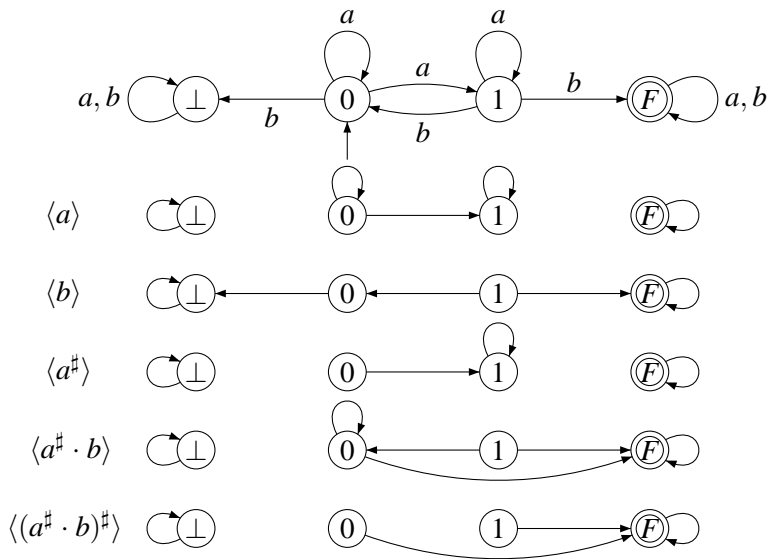 a
a
a, b
⊥
0
a
1
b
F
a, b
b
b
⟨a⟩ ⊥ 0 1 F
⟨b⟩ ⊥ 0 1 F
⟨a♯⟩ ⊥ 0 1 F
⟨a♯ · b⟩ ⊥ 0 1 F
⟨(a♯ · b)♯⟩ ⊥ 0 1 F